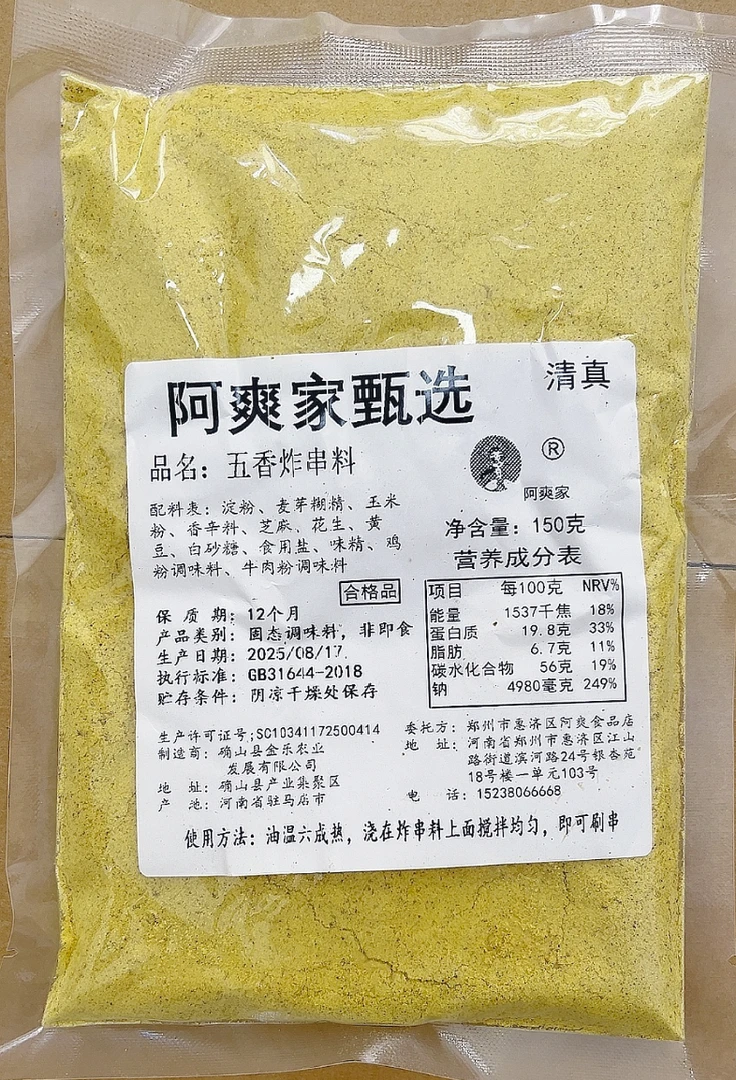 阿爽家甄选
清真
品名：五香炸串料
®
阿爽家
配料表：淀粉、麦芽糊精、玉米
粉、香辛料、芝麻、花生、黄
豆、白砂糖、食用盐、味精、鸡
粉调味料、牛肉粉调味料
净含量：150克
营养成分表
合格品
项目 每100克 NRV%
能量 1537千焦 18%
蛋白质 19.8克 33%
脂肪 6.7克 11%
碳水化合物 56克 19%
钠 4980毫克 249%
保质期：12个月
产品类别：固态调味料，非即食
生产日期：2025/08/17
执行标准：GB31644-2018
贮存条件：阴凉干燥处保存
生产许可证号：SC10341172500414
制造商：确山县金乐农业
发展有限公司
地址：确山县产业集聚区
产地：河南省驻马店市
委托方：郑州市惠济区阿爽食品店
地址：河南省郑州市惠济区江山
路街道滨河路24号银杏苑
18号楼一单元103号
电话：15238066668
使用方法：油温六成热，浇在炸串料上面搅拌均匀，即可刷串